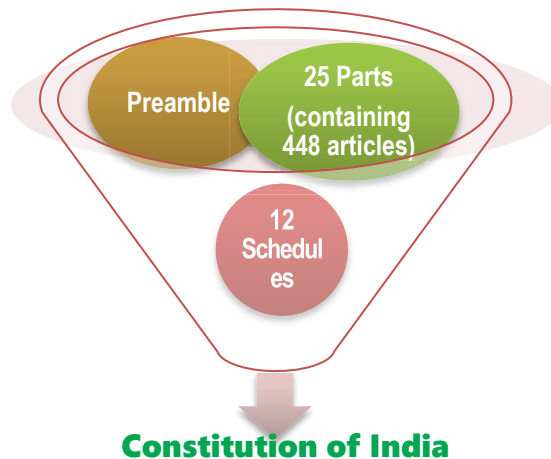 Preamble
25 Parts
(containing
448 articles)
12
Schedul
es
Constitution of India